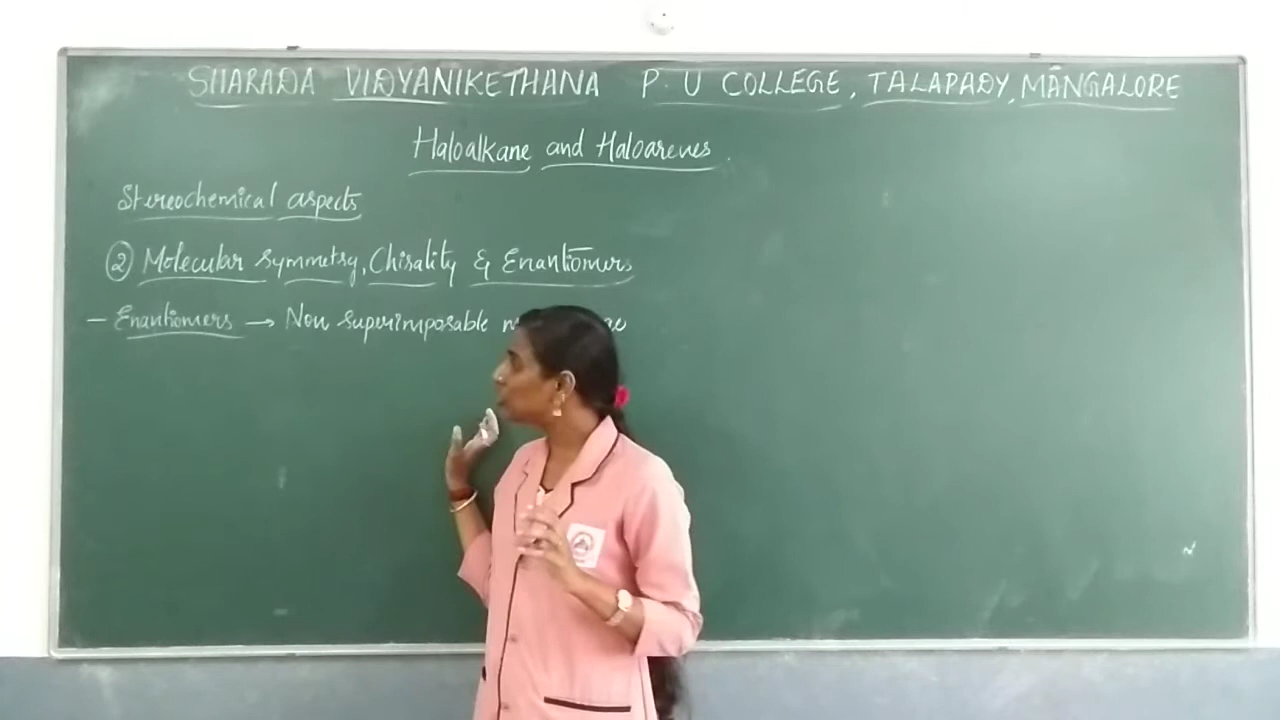 SHARADA VIDYANIKETHANA P.U COLLEGE, TALAPADY, MANGALORE
Haloalkane and Haloarenes.
Stereochemical aspects
② Molecular symmetry, Chirality & Enantiomers
- Enantiomers → Non superimposable